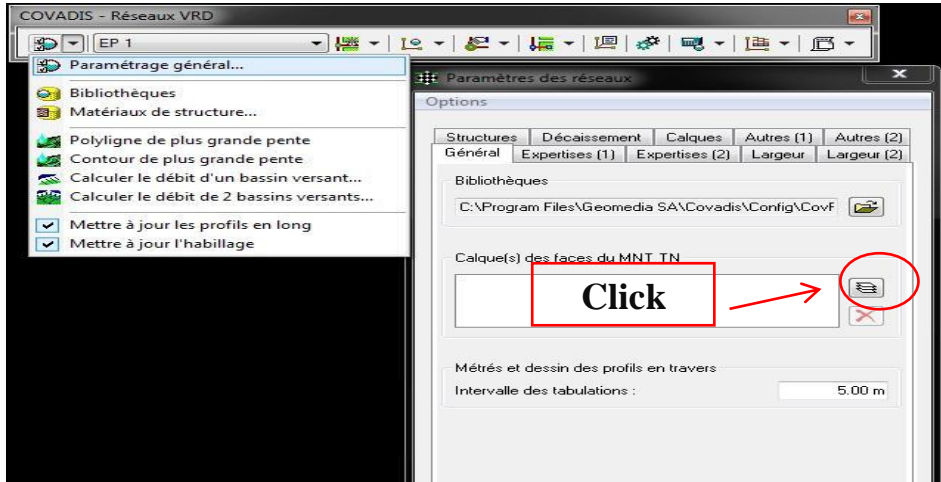 COVADIS - Réseaux VRD
EP 1
Paramétrage général...
Bibliothèques
Matériaux de structure...
Polyligne de plus grande pente
Contour de plus grande pente
Calculer le débit d'un bassin versant...
Calculer le débit de 2 bassins versants...
Mettre à jour les profils en long
Mettre à jour l'habillage
Paramètres des réseaux
Options
Structures Décaissement Calques Autres (1) Autres (2)
Général Expertises (1) Expertises (2) Largeur Largeur (2)
Bibliothèques
C:\Program Files\Geomedia SA\Covadis\Config\CovF
Calque(s) des faces du MNT TN
Click
Métrés et dessin des profils en travers
Intervalle des tabulations : 5.00 m